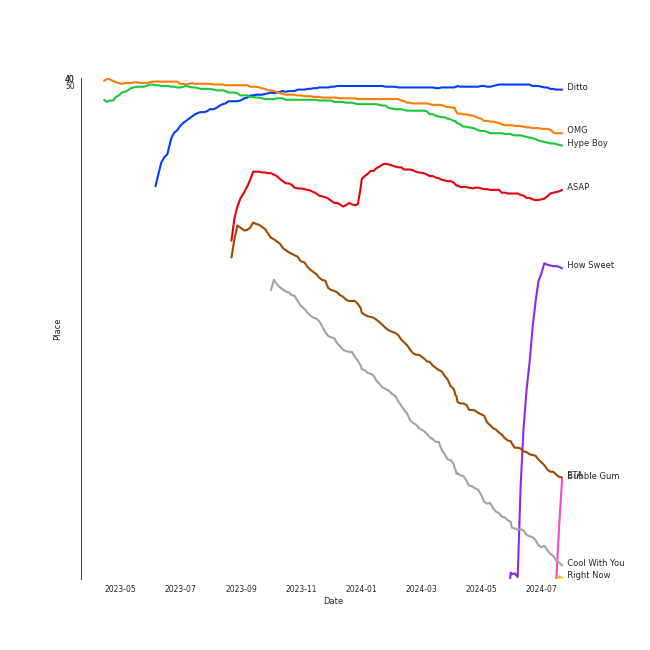 40
50
Ditto
OMG
Hype Boy
ASAP
How Sweet
ETA
Bubble Gum
Cool With You
Right Now
Place
2023-05 2023-07 2023-09 2023-11 2024-01 2024-03 2024-05 2024-07
Date